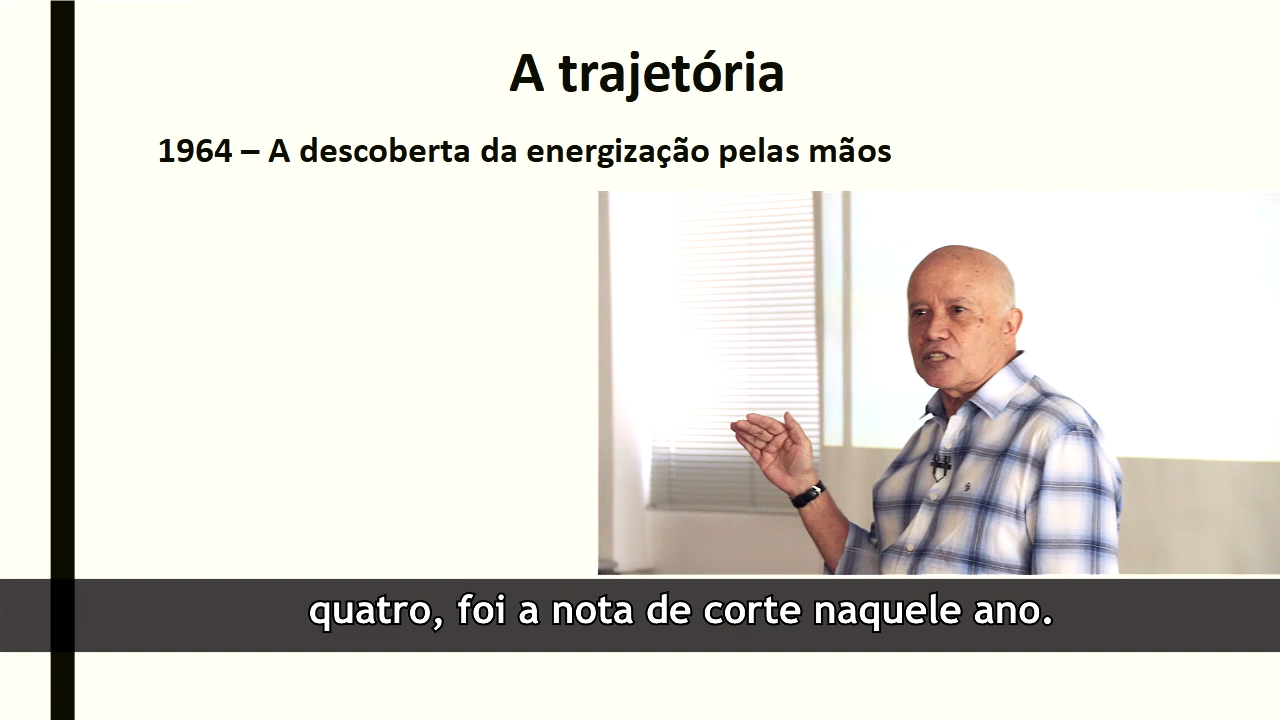 A trajetória
1964 – A descoberta da energização pelas mãos
quatro, foi a nota de corte naquele ano.